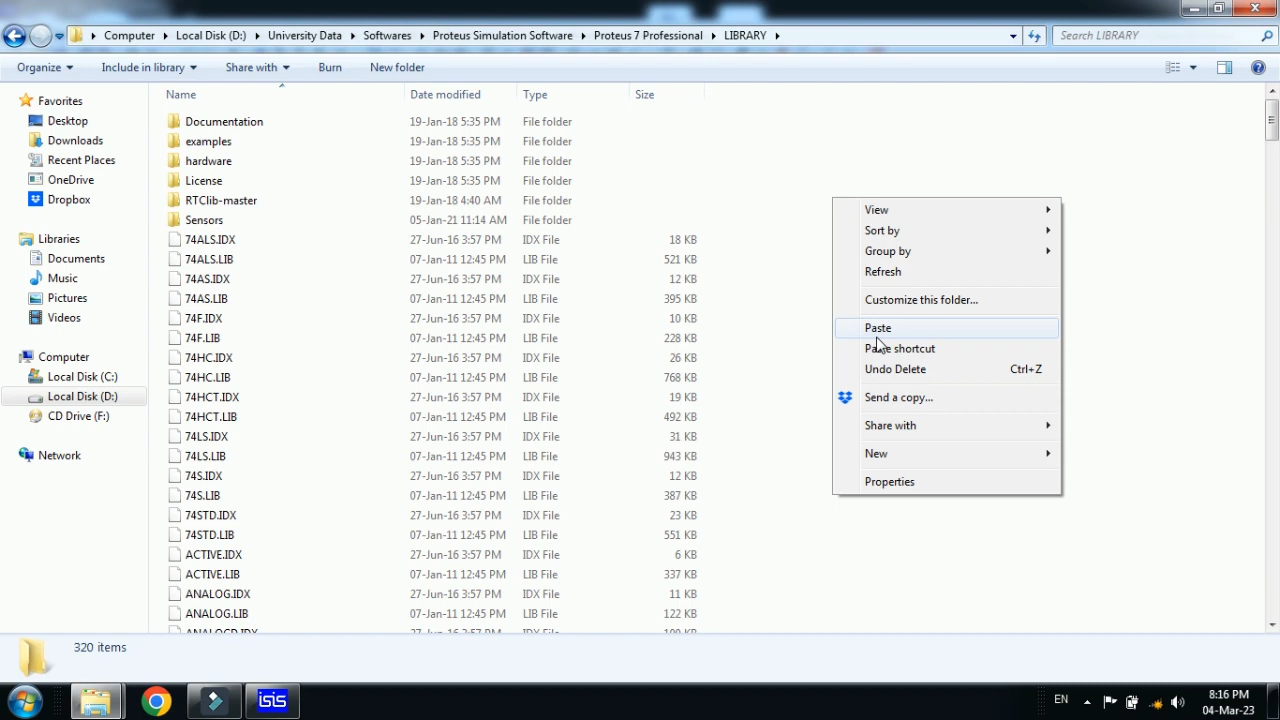 Computer Local Disk (D:) University Data Softwares Proteus Simulation Software Proteus 7 Professional LIBRARY Search LIBRARY
Organize Include in library Share with Burn New folder
Favorites
Desktop
Downloads
Recent Places
OneDrive
Dropbox
Libraries
Documents
Music
Pictures
Videos
Computer
Local Disk (C:)
Local Disk (D:)
CD Drive (F:)
Network
Name Date modified Type Size
Documentation 19-Jan-18 5:35 PM File folder
examples 19-Jan-18 5:35 PM File folder
hardware 19-Jan-18 5:35 PM File folder
License 19-Jan-18 5:35 PM File folder
RTClib-master 19-Jan-18 4:40 AM File folder
Sensors 05-Jan-21 11:14 AM File folder
74ALS.IDX 27-Jun-16 3:57 PM IDX File 18 KB
74ALS.LIB 07-Jan-11 12:45 PM LIB File 521 KB
74AS.IDX 27-Jun-16 3:57 PM IDX File 12 KB
74AS.LIB 07-Jan-11 12:45 PM LIB File 395 KB
74F.IDX 27-Jun-16 3:57 PM IDX File 10 KB
74F.LIB 07-Jan-11 12:45 PM LIB File 228 KB
74HC.IDX 27-Jun-16 3:57 PM IDX File 26 KB
74HC.LIB 07-Jan-11 12:45 PM LIB File 768 KB
74HCT.IDX 27-Jun-16 3:57 PM IDX File 19 KB
74HCT.LIB 07-Jan-11 12:45 PM LIB File 492 KB
74LS.IDX 27-Jun-16 3:57 PM IDX File 31 KB
74LS.LIB 07-Jan-11 12:45 PM LIB File 943 KB
74S.IDX 27-Jun-16 3:57 PM IDX File 12 KB
74S.LIB 07-Jan-11 12:45 PM LIB File 387 KB
74STD.IDX 27-Jun-16 3:57 PM IDX File 23 KB
74STD.LIB 07-Jan-11 12:45 PM LIB File 551 KB
ACTIVE.IDX 27-Jun-16 3:57 PM IDX File 6 KB
ACTIVE.LIB 07-Jan-11 12:45 PM LIB File 337 KB
ANALOG.IDX 27-Jun-16 3:57 PM IDX File 11 KB
ANALOG.LIB 07-Jan-11 12:45 PM LIB File 122 KB
View
Sort by
Group by
Refresh
Customize this folder...
Paste
Paste shortcut
Undo Delete Ctrl+Z
Send a copy...
Share with
New
Properties
320 items
isis
EN
8:16 PM
04-Mar-23